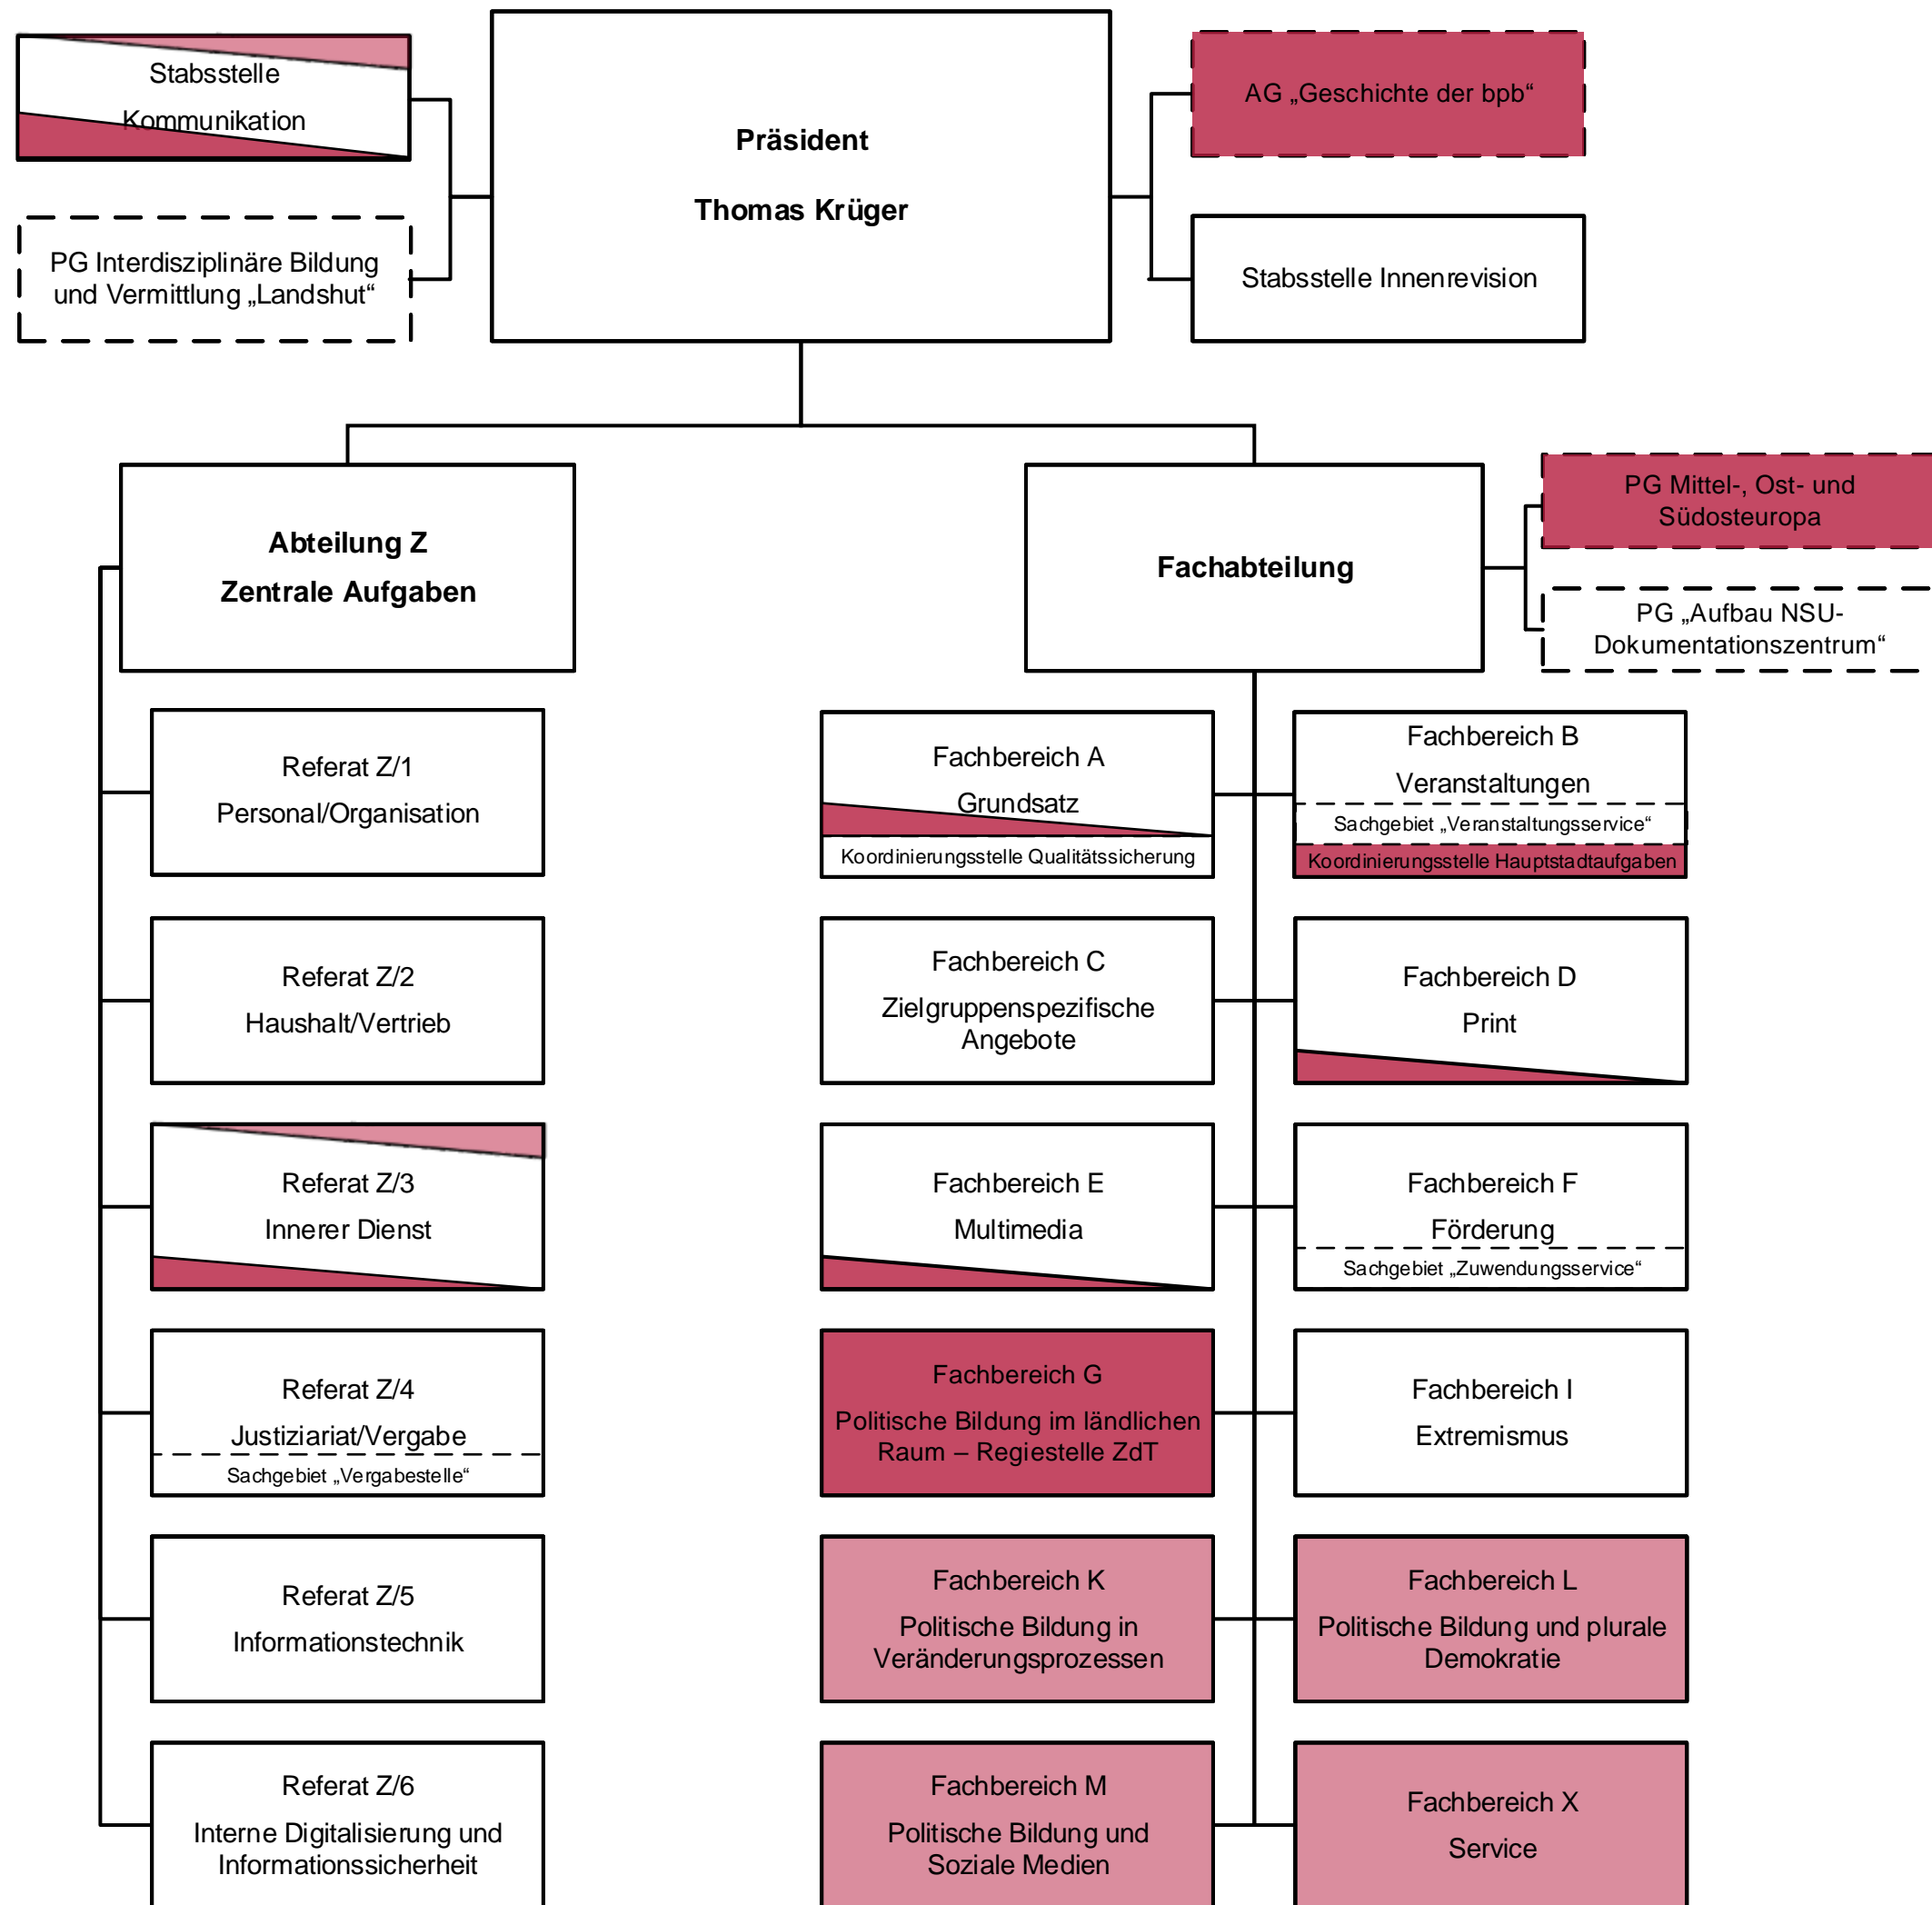 Stabsstelle
Kommunikation
PG Interdisziplinäre Bildung
und Vermittlung „Landshut“
Präsident
Thomas Krüger
AG „Geschichte der bpb“
Stabsstelle Innenrevision
Abteilung Z
Zentrale Aufgaben
Fachabteilung
PG Mittel-, Ost- und
Südosteuropa
PG „Aufbau NSU-
Dokumentationszentrum“
Referat Z/1
Personal/Organisation
Referat Z/2
Haushalt/Vertrieb
Referat Z/3
Innerer Dienst
Referat Z/4
Justiziariat/Vergabe
Sachgebiet „Vergabestelle“
Referat Z/5
Informationstechnik
Referat Z/6
Interne Digitalisierung und
Informationssicherheit
Fachbereich A
Grundsatz
Koordinierungsstelle Qualitätssicherung
Fachbereich B
Veranstaltungen
Sachgebiet „Veranstaltungsservice“
Koordinierungsstelle Hauptstadtaufgaben
Fachbereich C
Zielgruppenspezifische
Angebote
Fachbereich D
Print
Fachbereich E
Multimedia
Fachbereich F
Förderung
Sachgebiet „Zuwendungsservice“
Fachbereich G
Politische Bildung im ländlichen
Raum – Regiestelle ZdT
Fachbereich I
Extremismus
Fachbereich K
Politische Bildung in
Veränderungsprozessen
Fachbereich L
Politische Bildung und plurale
Demokratie
Fachbereich M
Politische Bildung und
Soziale Medien
Fachbereich X
Service